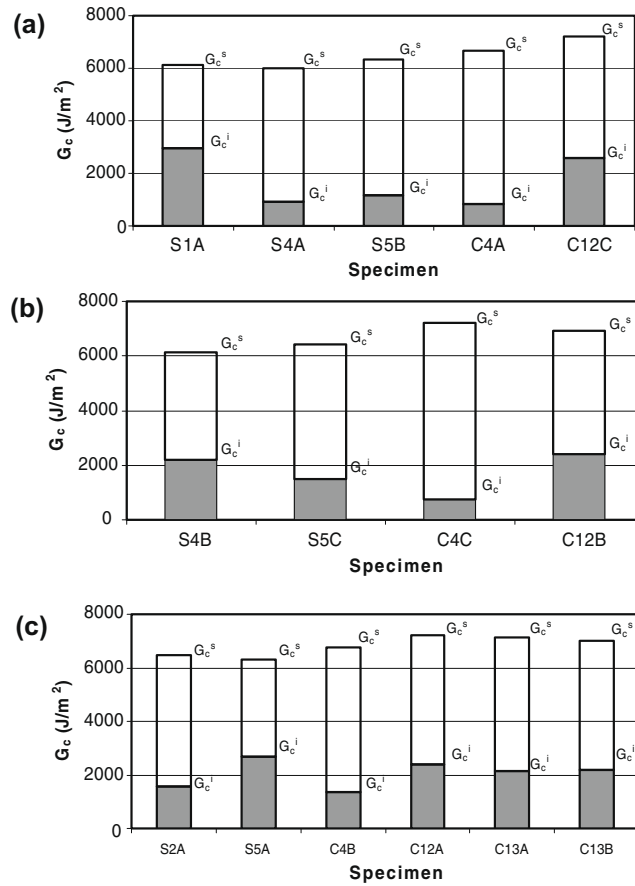 (a)
G_c (J/m²)
8000
6000
4000
2000
0
G_c^s G_c^s G_c^s G_c^s G_c^s
G_c^i G_c^i G_c^i G_c^i G_c^i
S1A S4A S5B C4A C12C
Specimen
(b)
G_c (J/m²)
8000
6000
4000
2000
0
G_c^s G_c^s G_c^s G_c^s
G_c^i G_c^i G_c^i G_c^i
S4B S5C C4C C12B
Specimen
(c)
G_c (J/m²)
8000
6000
4000
2000
0
G_c^s G_c^s G_c^s G_c^s G_c^s G_c^s
G_c^i G_c^i G_c^i G_c^i G_c^i G_c^i
S2A S5A C4B C12A C13A C13B
Specimen